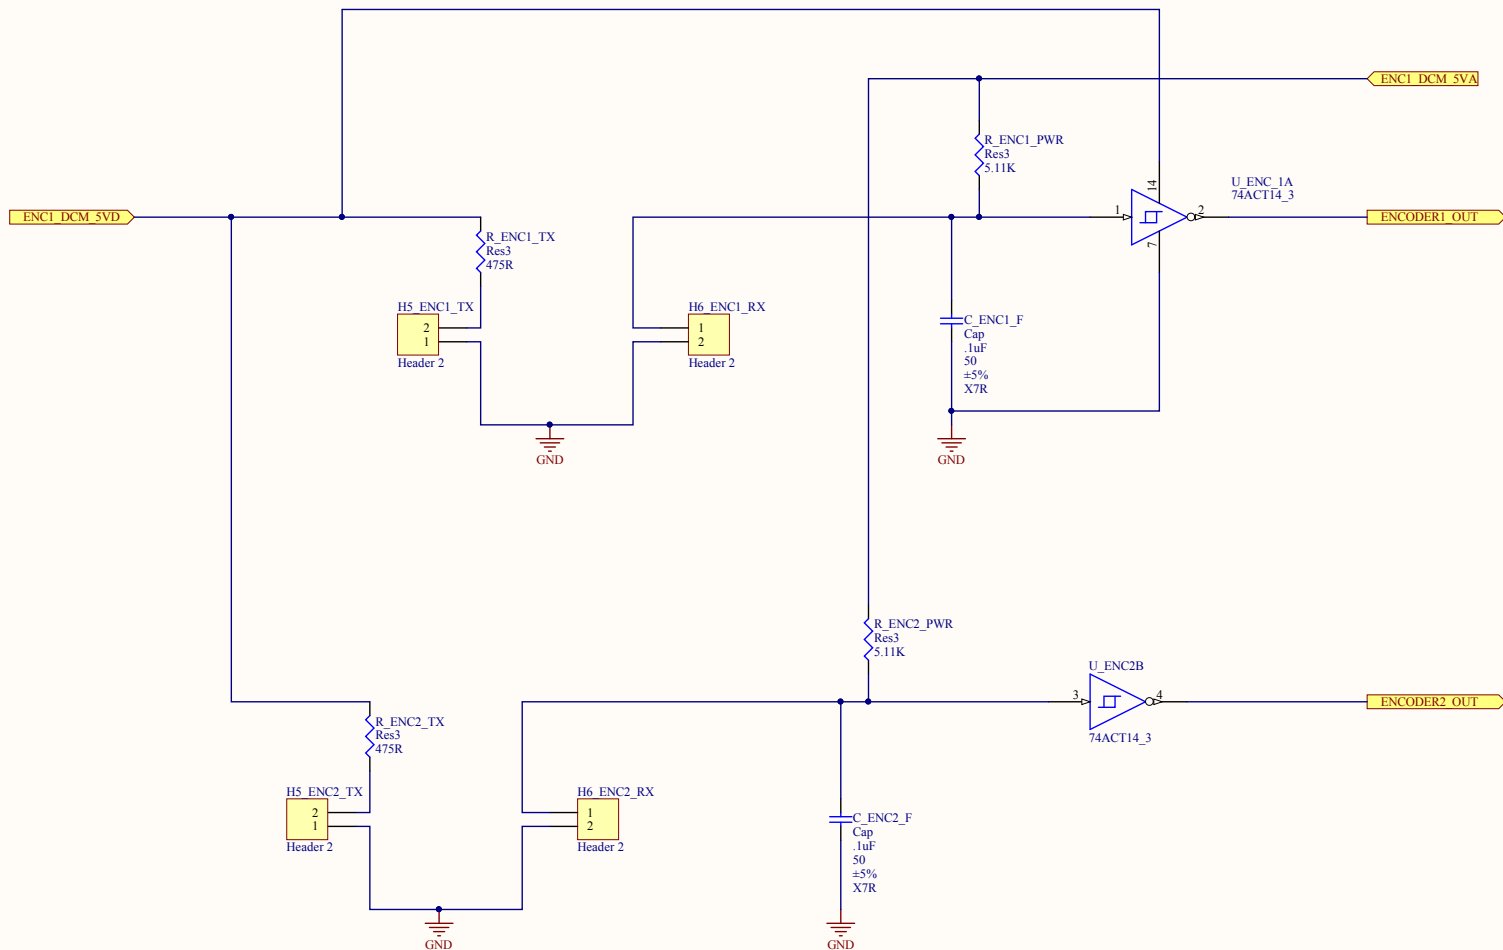 ENC1_DCM_5VA
R_ENC1_PWR
Res3
5.11K
14
U_ENC_1A
74ACT14_3
1
2
7
ENCODER1_OUT
ENC1_DCM_5VD
R_ENC1_TX
Res3
475R
H5_ENC1_TX
2
1
Header 2
H6_ENC1_RX
1
2
Header 2
C_ENC1_F
Cap
.1uF
50
±5%
X7R
GND
GND
R_ENC2_PWR
Res3
5.11K
U_ENC2B
3
4
74ACT14_3
ENCODER2_OUT
R_ENC2_TX
Res3
475R
H5_ENC2_TX
2
1
Header 2
H6_ENC2_RX
1
2
Header 2
C_ENC2_F
Cap
.1uF
50
±5%
X7R
GND
GND